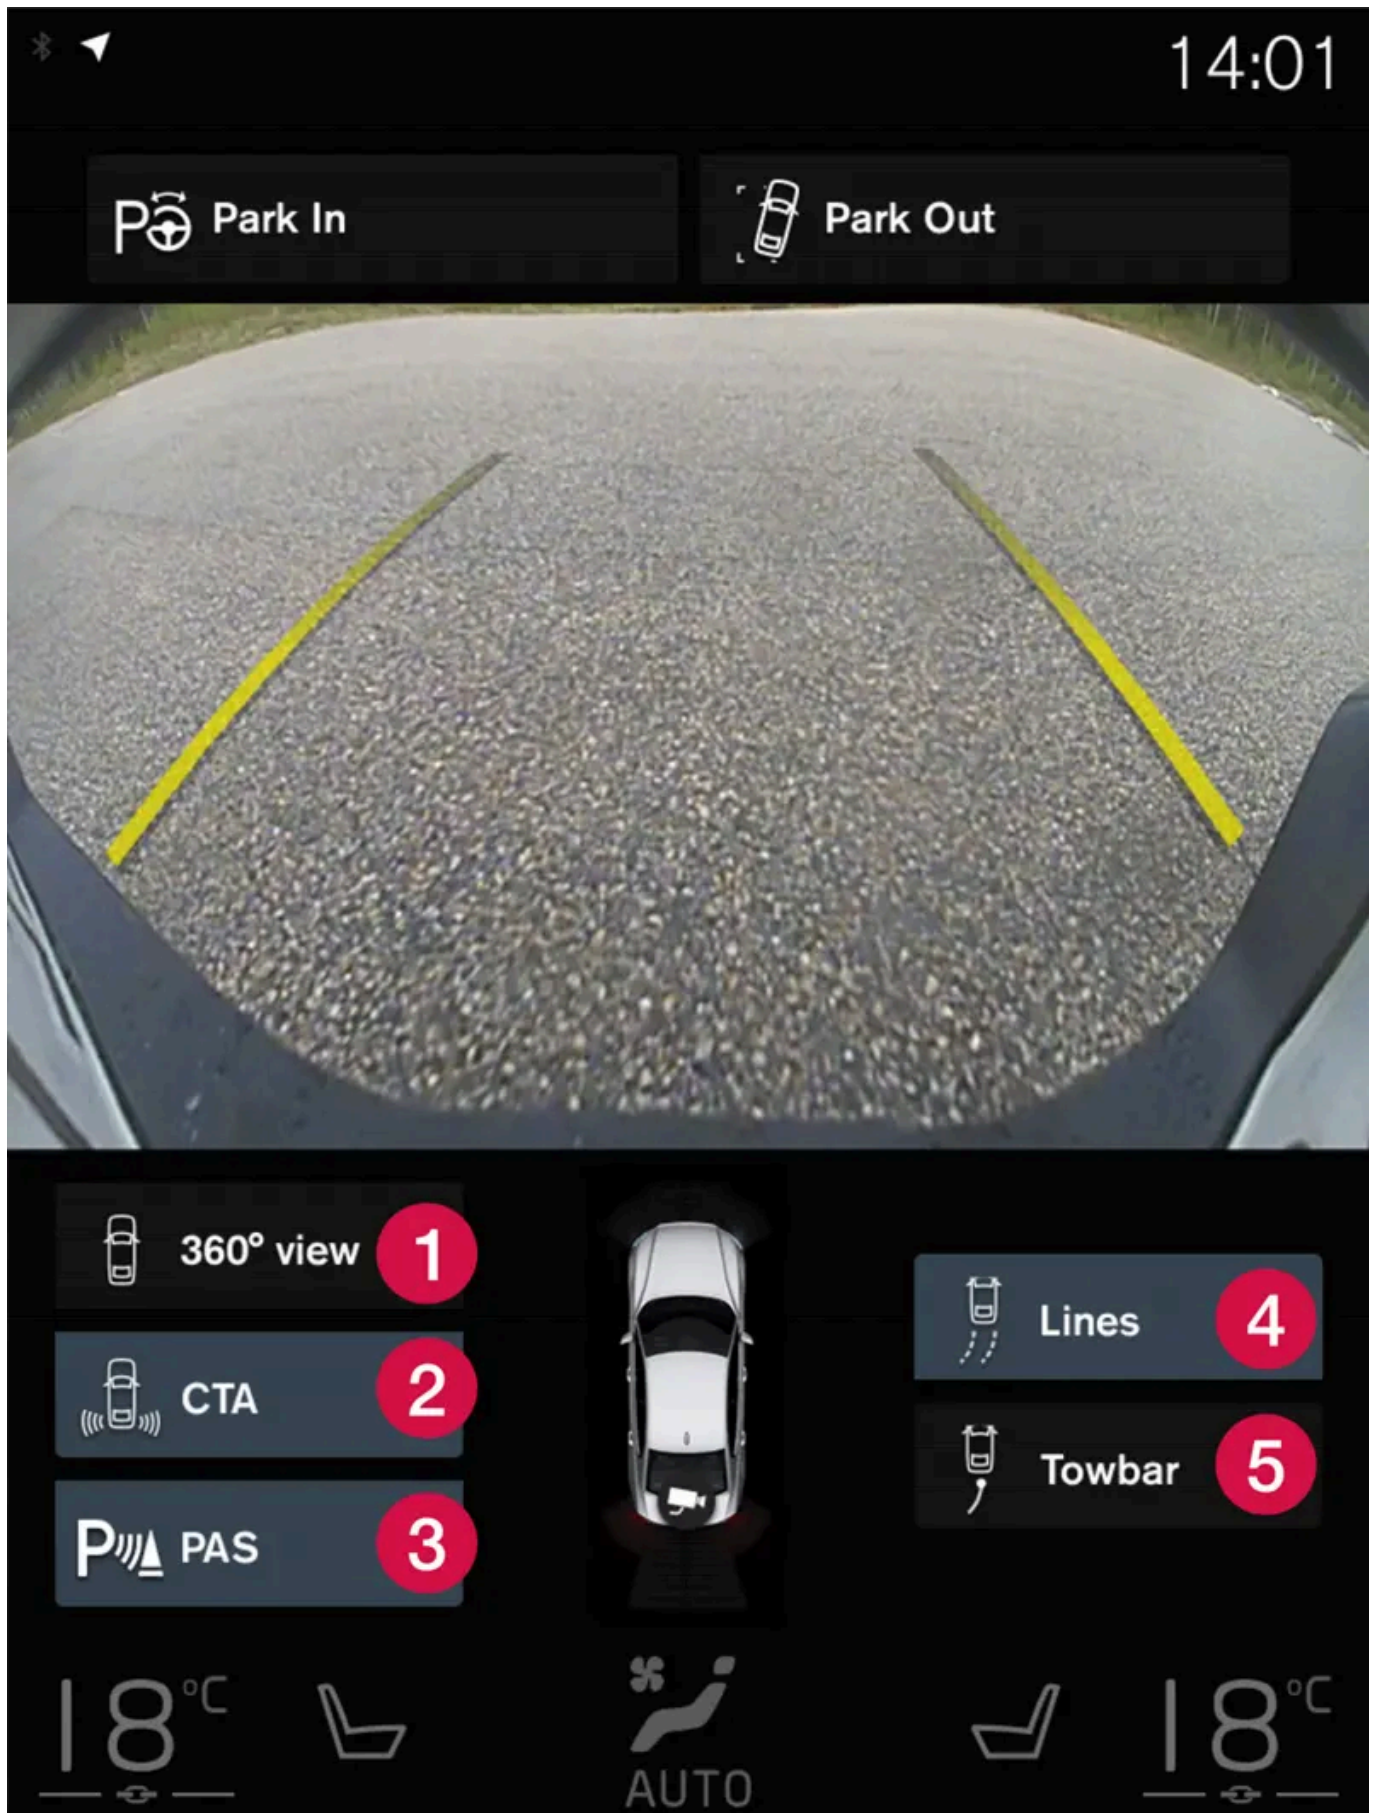 14:01
Park In
Park Out
360° view 1
CTA 2
P PAS 3
Lines 4
Towbar 5
18°C
AUTO
18°C